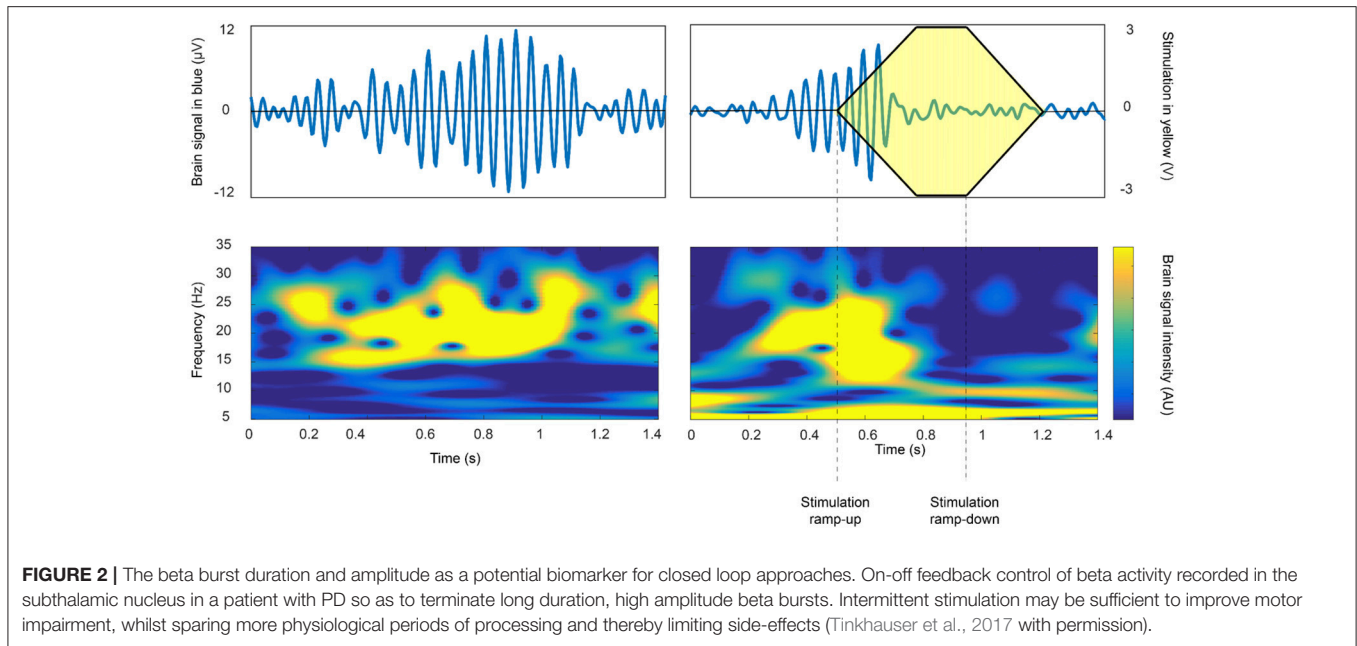 12
0
-12
Brain signal in blue (µV)
3
0
-3
Stimulation in yellow (V)
35
30
25
20
15
10
5
Frequency (Hz)
0 0.2 0.4 0.6 0.8 1 1.2 1.4
Time (s)
0 0.2 0.4 0.6 0.8 1 1.2 1.4
Time (s)
Brain signal intensity (AU)
Stimulation
ramp-up
Stimulation
ramp-down
FIGURE 2 | The beta burst duration and amplitude as a potential biomarker for closed loop approaches. On-off feedback control of beta activity recorded in the
subthalamic nucleus in a patient with PD so as to terminate long duration, high amplitude beta bursts. Intermittent stimulation may be sufficient to improve motor
impairment, whilst sparing more physiological periods of processing and thereby limiting side-effects (Tinkhauser et al., 2017 with permission).